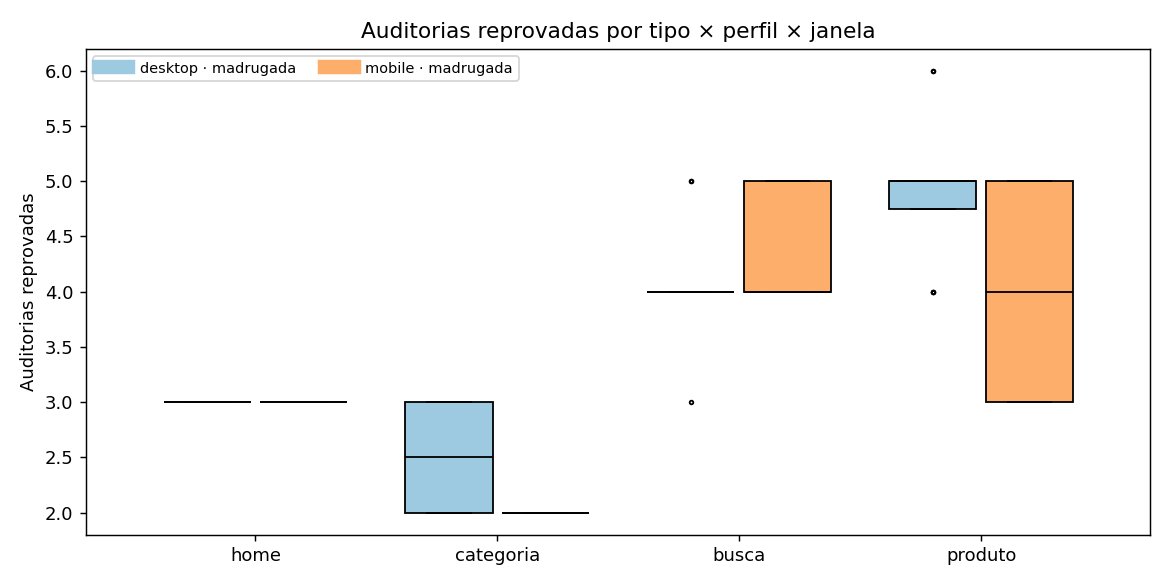 Auditorias reprovadas por tipo × perfil × janela
desktop · madrugada
mobile · madrugada
Auditorias reprovadas
6.0
5.5
5.0
4.5
4.0
3.5
3.0
2.5
2.0
home
categoria
busca
produto